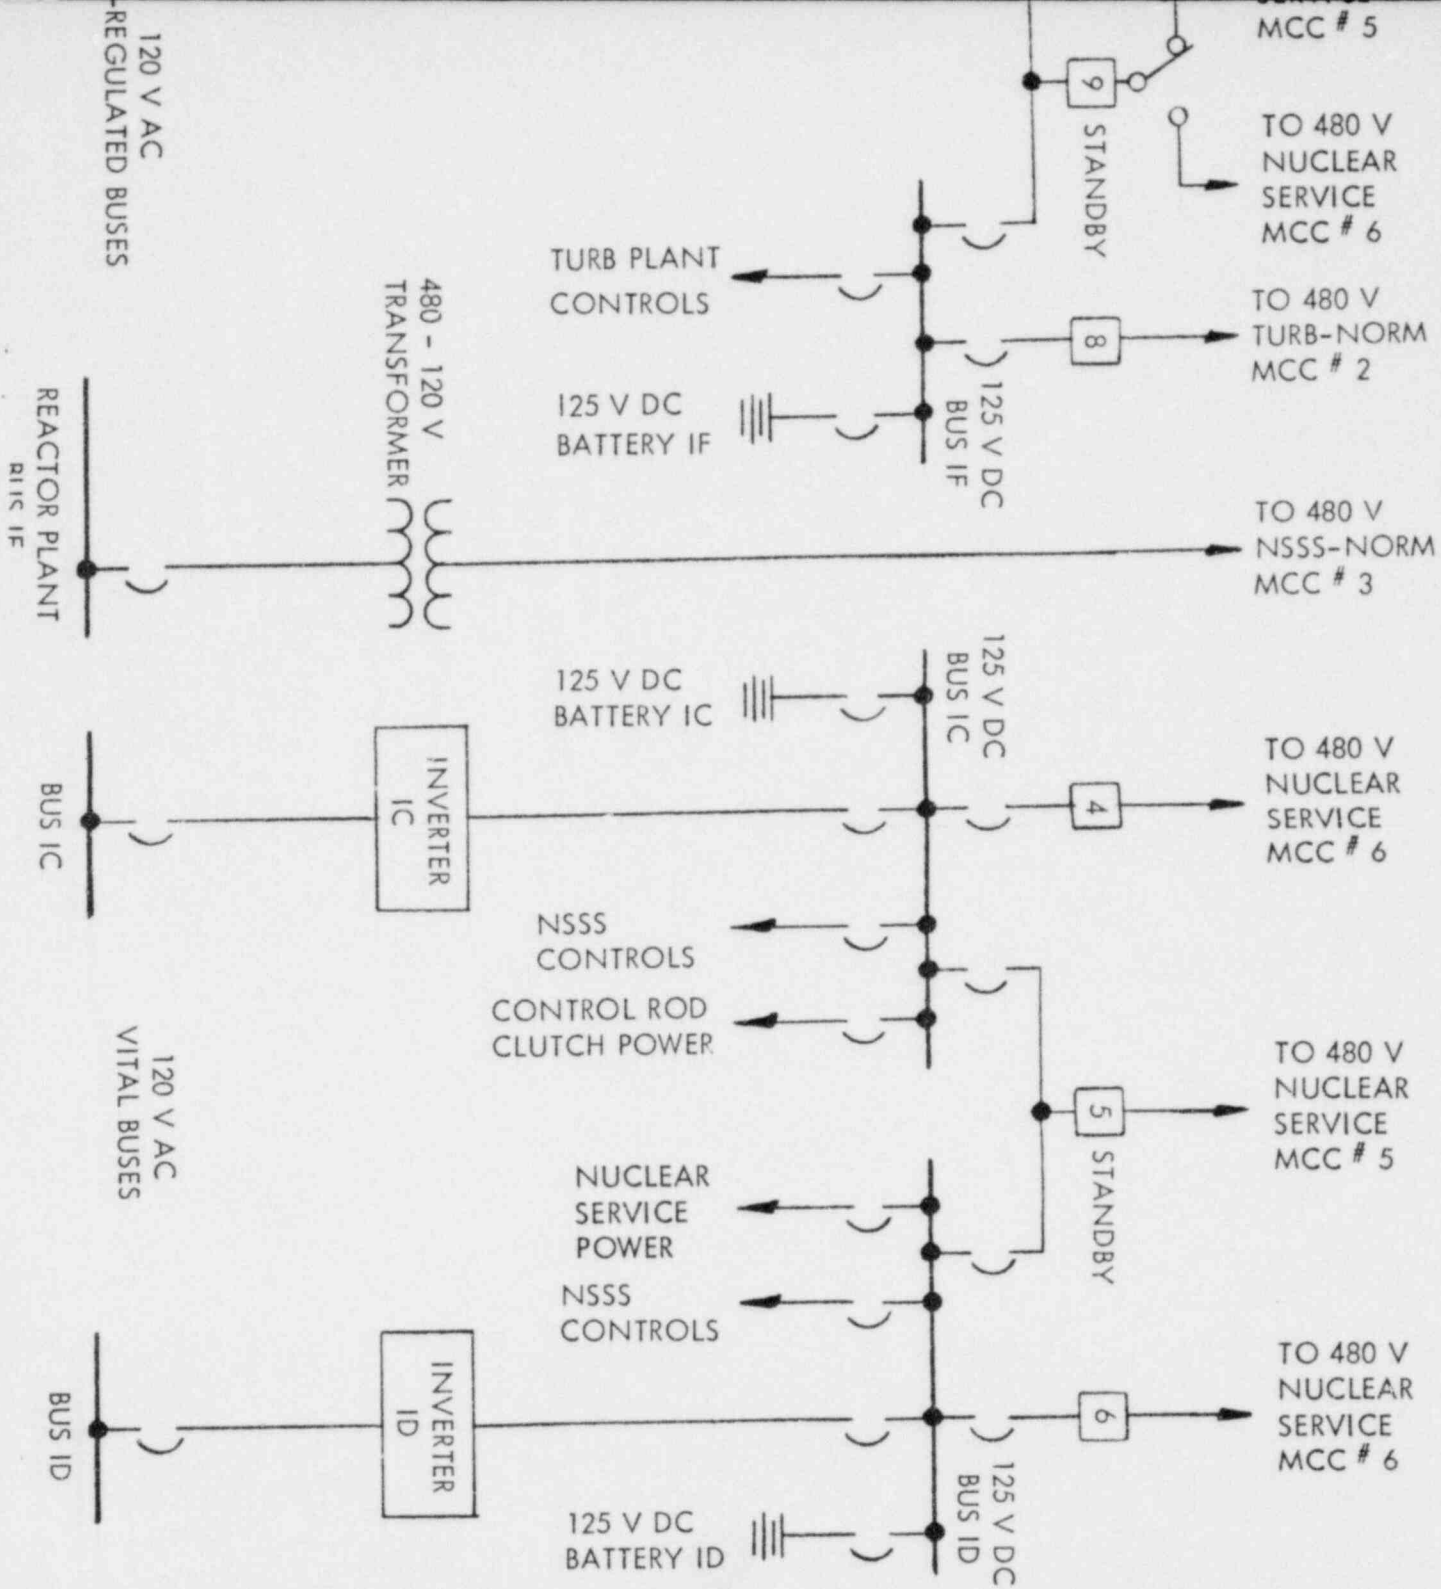 MCC # 5
9
STANDBY
TO 480 V
NUCLEAR
SERVICE
MCC # 6
120 V AC
-REGULATED BUSES
TURB PLANT
CONTROLS
8
TO 480 V
TURB-NORM
MCC # 2
125 V DC
BATTERY IF
125 V DC
BUS IF
480 - 120 V
TRANSFORMER
REACTOR PLANT
BUS IF
TO 480 V
NSSS-NORM
MCC # 3
125 V DC
BATTERY IC
125 V DC
BUS IC
BUS IC
INVERTER
IC
4
TO 480 V
NUCLEAR
SERVICE
MCC # 6
NSSS
CONTROLS
CONTROL ROD
CLUTCH POWER
120 V AC
VITAL BUSES
5
STANDBY
TO 480 V
NUCLEAR
SERVICE
MCC # 5
NUCLEAR
SERVICE
POWER
NSSS
CONTROLS
BUS ID
INVERTER
ID
6
TO 480 V
NUCLEAR
SERVICE
MCC # 6
125 V DC
BUS ID
125 V DC
BATTERY ID